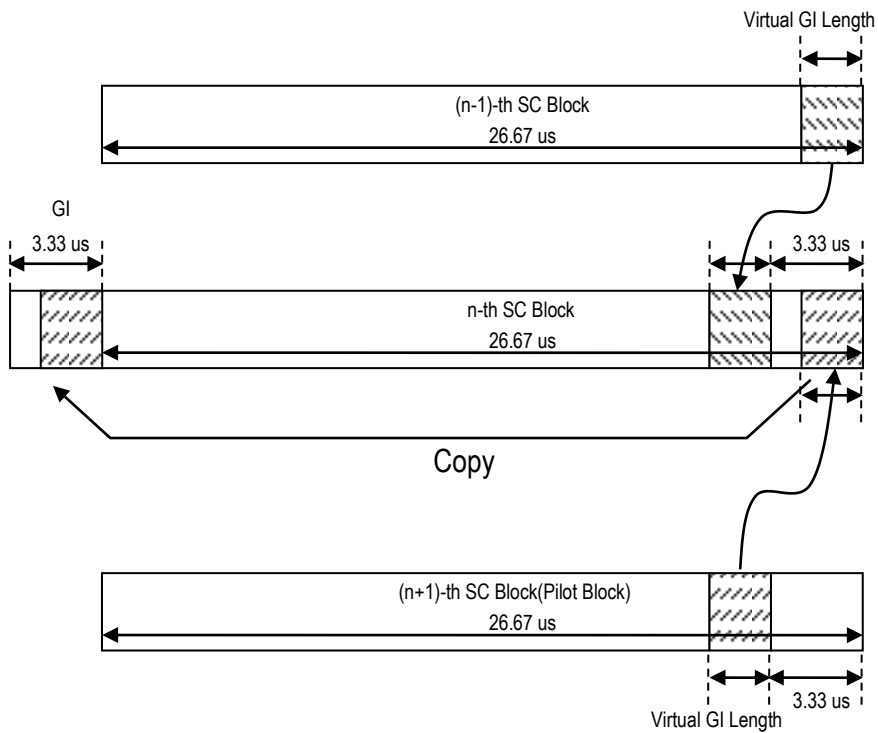 Virtual GI Length
(n-1)-th SC Block
26.67 us
GI
3.33 us
3.33 us
n-th SC Block
26.67 us
Copy
(n+1)-th SC Block(Pilot Block)
26.67 us
3.33 us
Virtual GI Length